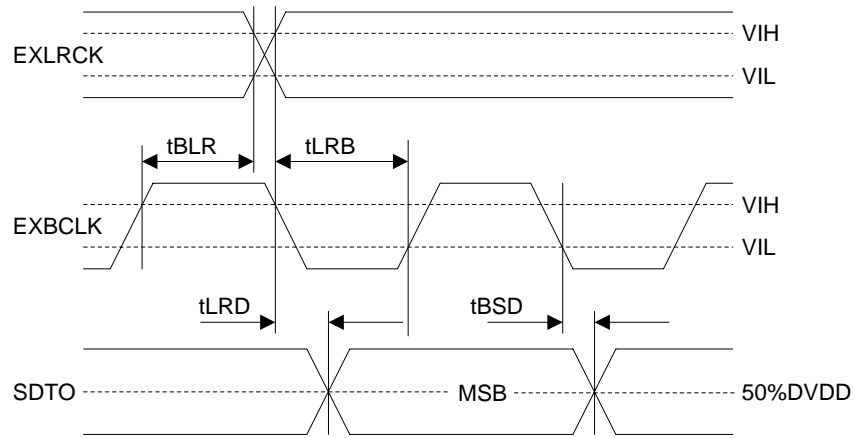 VIH
EXLRCK
VIL
tBLR tLRB
VIH
EXBCLK
VIL
tLRD tBSD
SDTO MSB 50%DVDD